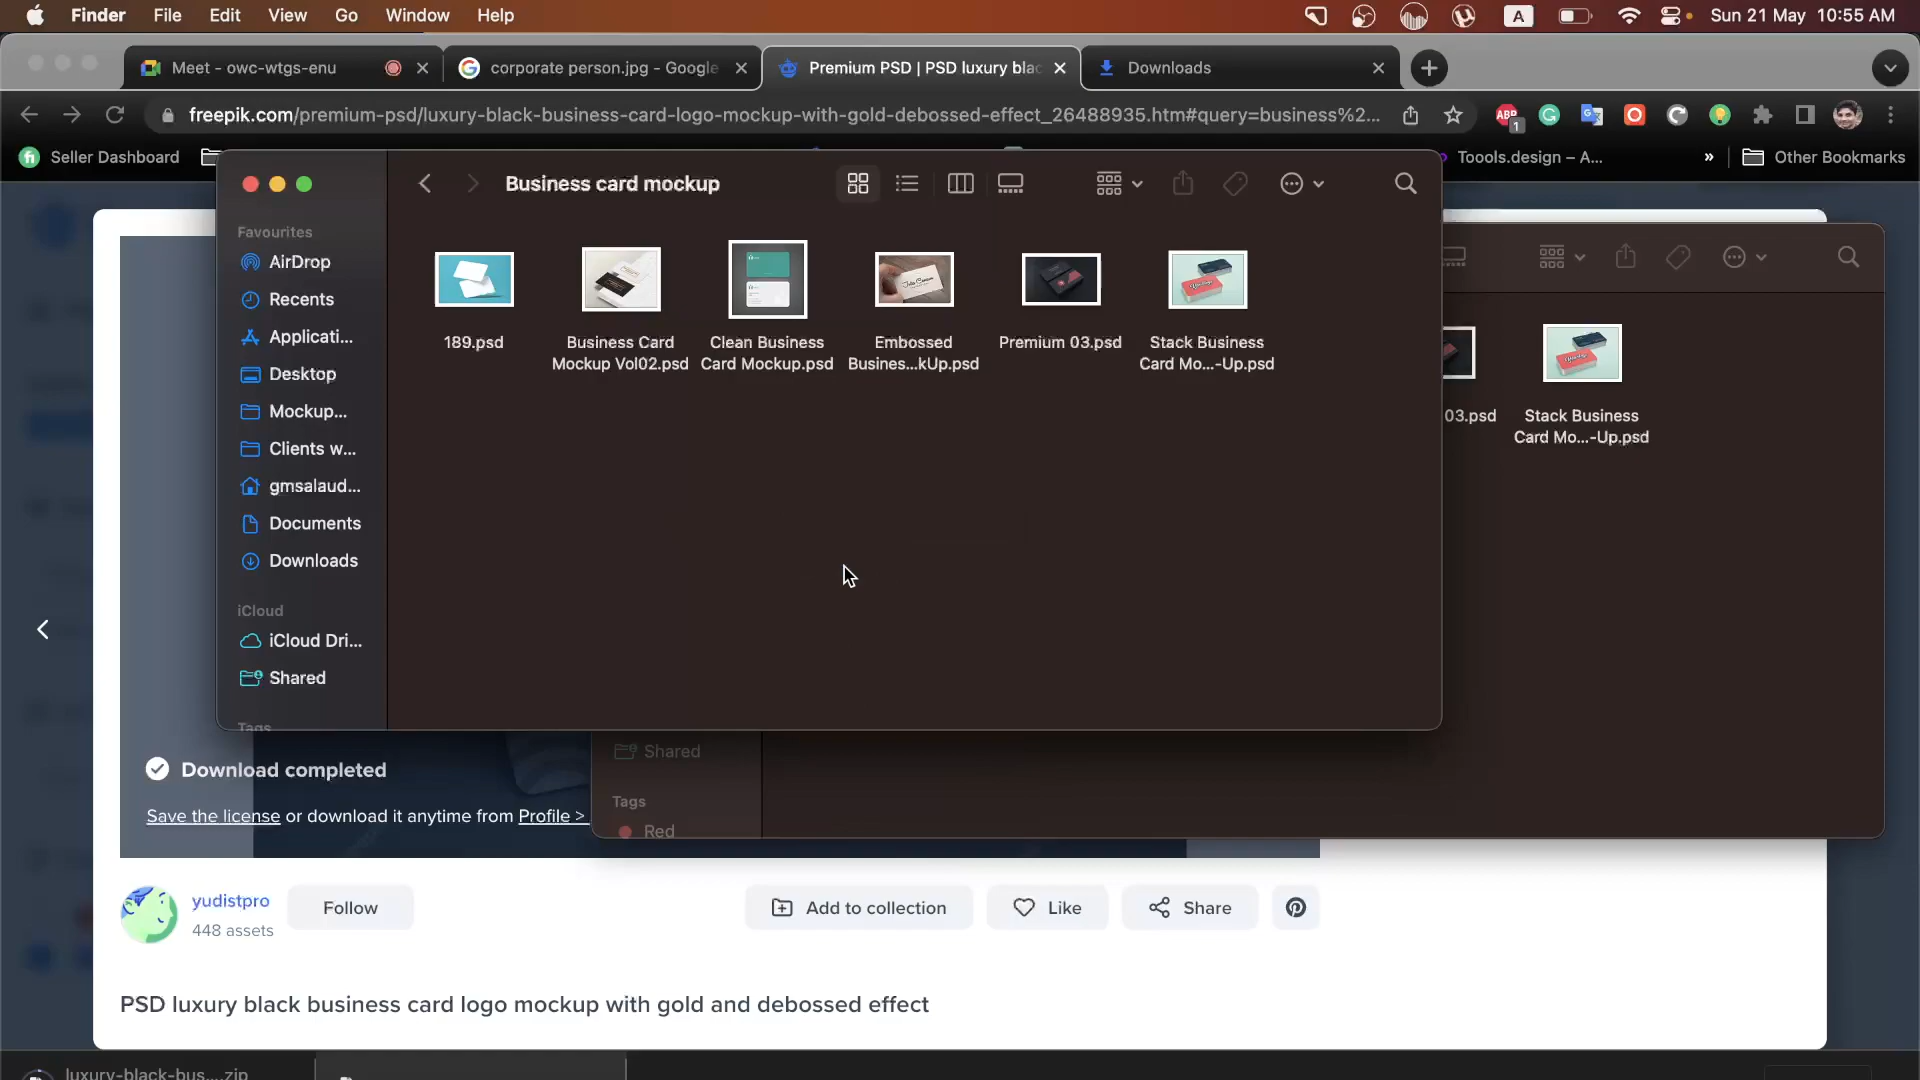 Finder File Edit View Go Window Help
A Sun 21 May 10:55 AM
Meet - owc-wtgs-enu
corporate person.jpg - Google
Premium PSD | PSD luxury blac
Downloads
freepik.com/premium-psd/luxury-black-business-card-logo-mockup-with-gold-debossed-effect_26488935.htm#query=business%2...
ABP
1
Seller Dashboard
Toools.design – A...
»
Other Bookmarks
Business card mockup
Favourites
AirDrop
Recents
Applicati...
Desktop
Mockup...
Clients w...
gmsalaud...
Documents
Downloads
iCloud
iCloud Dri...
Shared
Tags
189.psd
Business Card
Mockup Vol02.psd
Clean Business
Card Mockup.psd
Embossed
Busines...kUp.psd
Premium 03.psd
Stack Business
Card Mo...-Up.psd
03.psd
Stack Business
Card Mo...-Up.psd
Shared
Tags
Red
Download completed
Save the license or download it anytime from Profile >
yudistpro
448 assets
Follow
Add to collection
Like
Share
PSD luxury black business card logo mockup with gold and debossed effect
luxury-black-bus....zip